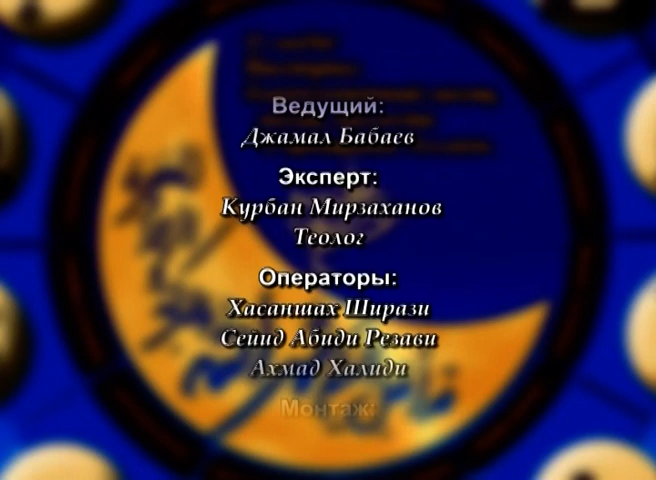 Ведущий:
Джамал Бабаев
Эксперт:
Курбан Мирзаханов
Теолог
Операторы:
Хасаншах Ширази
Сейид Абиди Резави
Ахмад Халиди
Монтаж: